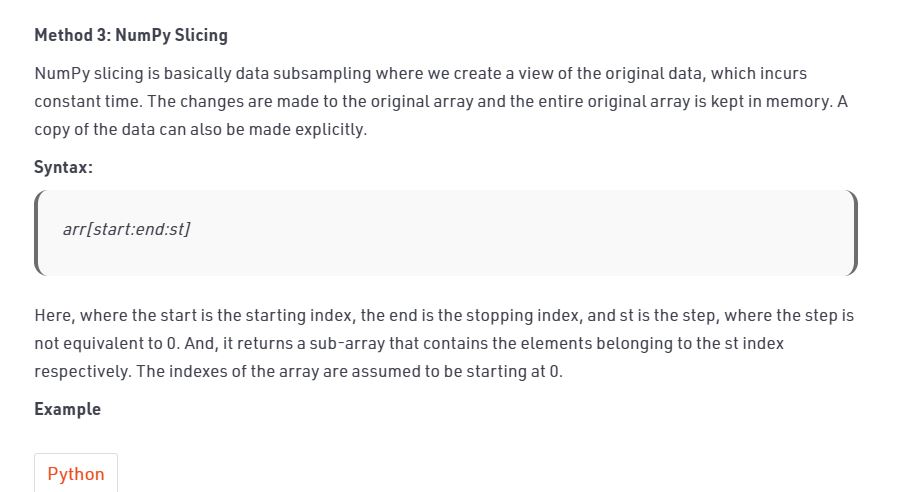 Method 3: NumPy Slicing
NumPy slicing is basically data subsampling where we create a view of the original data, which incurs
constant time. The changes are made to the original array and the entire original array is kept in memory. A
copy of the data can also be made explicitly.
Syntax:
arr[start:end:st]
Here, where the start is the starting index, the end is the stopping index, and st is the step, where the step is
not equivalent to 0. And, it returns a sub-array that contains the elements belonging to the st index
respectively. The indexes of the array are assumed to be starting at 0.
Example
Python